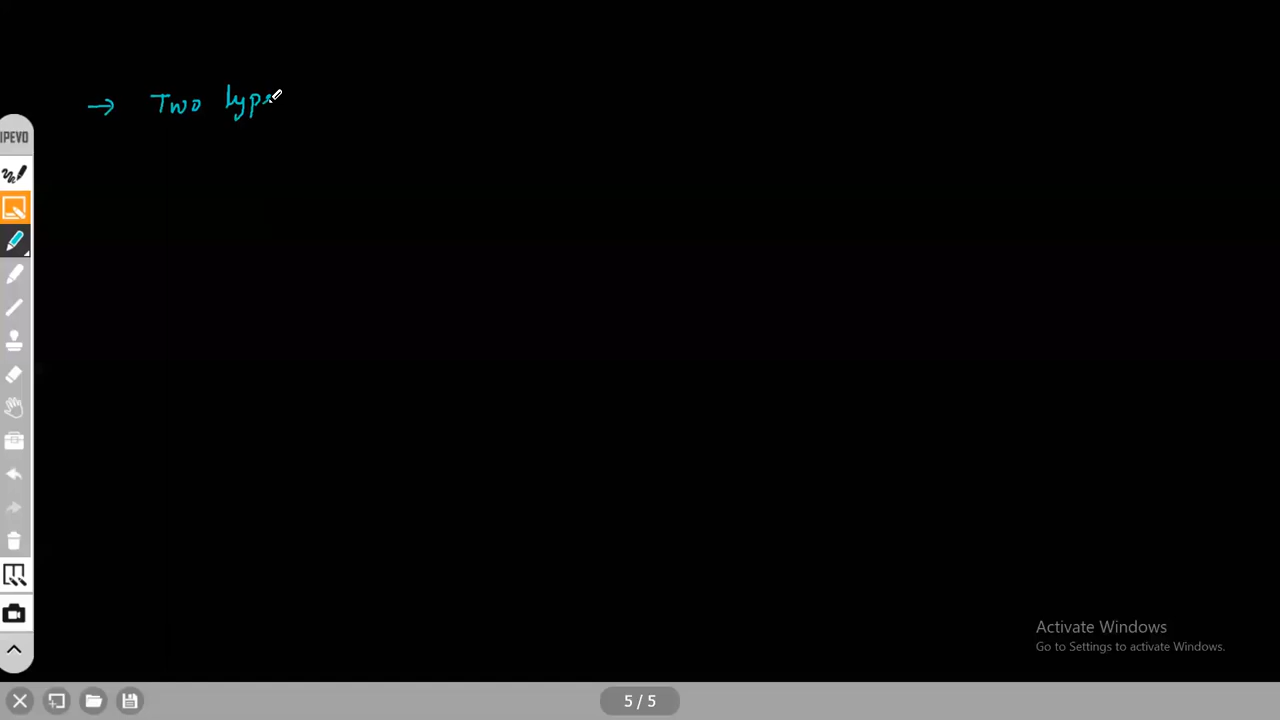 → Two type
IPEVO
Activate Windows
Go to Settings to activate Windows.
5 / 5